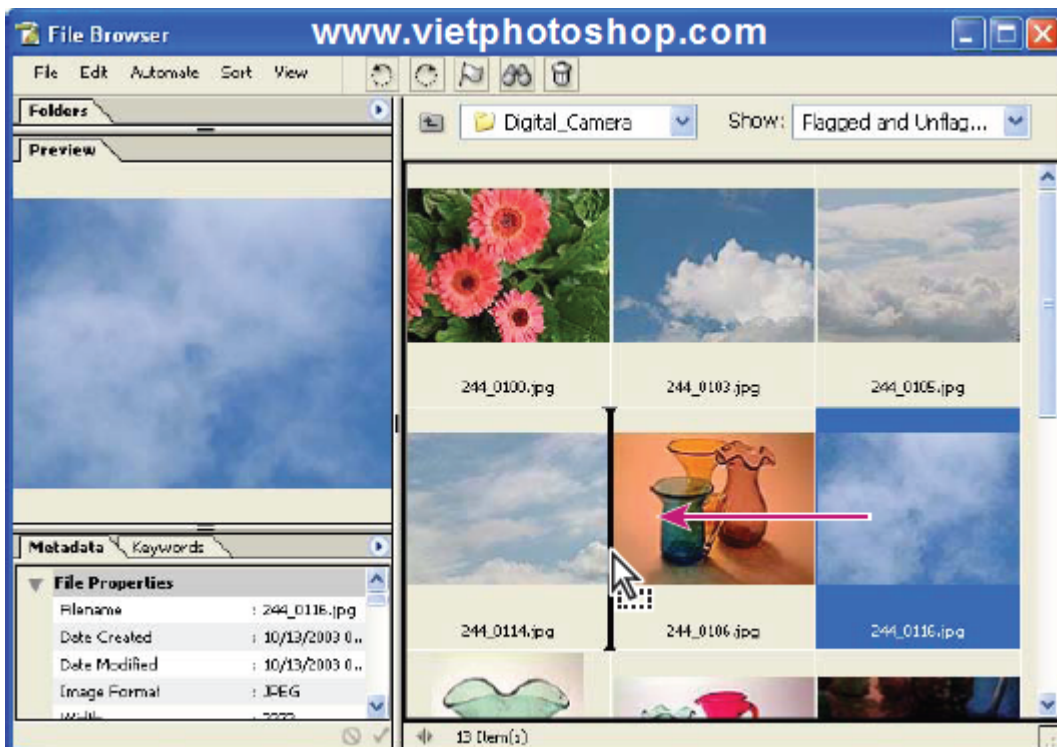 File Browser
www.vietphotoshop.com
File Edit Automate Sort View
Folders
Digital_Camera
Show: Flagged and Unflag...
Preview
244_0100.jpg
244_0103.jpg
244_0105.jpg
244_0114.jpg
244_0106.jpg
244_0116.jpg
Metadata Keywords
File Properties
Filename : 244_0116.jpg
Date Created : 10/13/2003 0..
Date Modified : 10/13/2003 0..
Image Format : JPEG
13 Item(s)